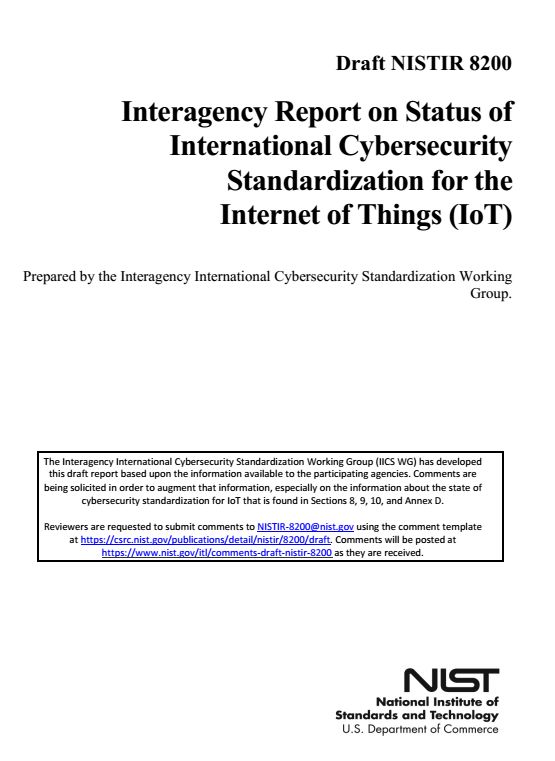 Draft NISTIR 8200
Interagency Report on Status of
International Cybersecurity
Standardization for the
Internet of Things (IoT)
Prepared by the Interagency International Cybersecurity Standardization Working
Group.
The Interagency International Cybersecurity Standardization Working Group (IICS WG) has developed
this draft report based upon the information available to the participating agencies. Comments are
being solicited in order to augment that information, especially on the information about the state of
cybersecurity standardization for IoT that is found in Sections 8, 9, 10, and Annex D.
Reviewers are requested to submit comments to NISTIR-8200@nist.gov using the comment template
at https://csrc.nist.gov/publications/detail/nistir/8200/draft. Comments will be posted at
https://www.nist.gov/itl/comments-draft-nistir-8200 as they are received.
NIST
National Institute of
Standards and Technology
U.S. Department of Commerce